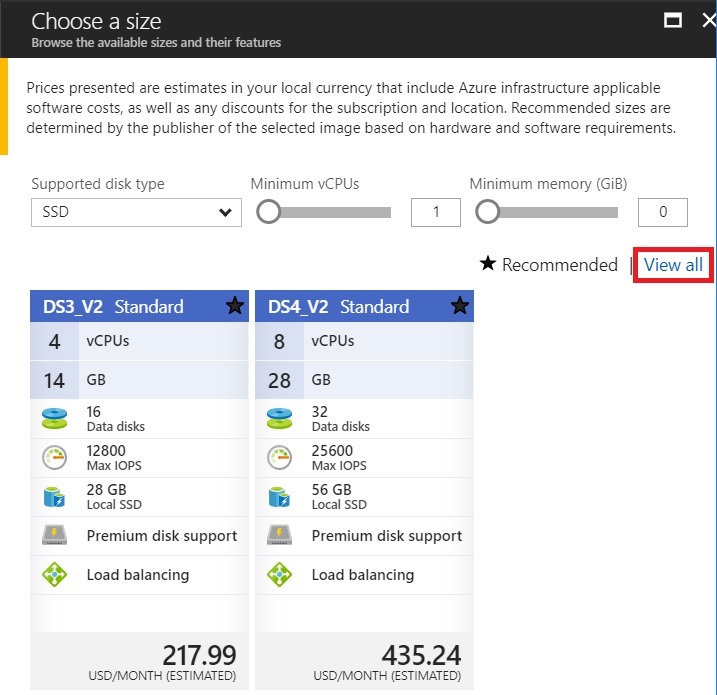 Choose a size
Browse the available sizes and their features
Prices presented are estimates in your local currency that include Azure infrastructure applicable
software costs, as well as any discounts for the subscription and location. Recommended sizes are
determined by the publisher of the selected image based on hardware and software requirements.
Supported disk type
SSD
Minimum vCPUs
1
Minimum memory (GiB)
0
★ Recommended | View all
DS3_V2 Standard
4 vCPUs
14 GB
16
Data disks
12800
Max IOPS
28 GB
Local SSD
Premium disk support
Load balancing
217.99
USD/MONTH (ESTIMATED)
DS4_V2 Standard
8 vCPUs
28 GB
32
Data disks
25600
Max IOPS
56 GB
Local SSD
Premium disk support
Load balancing
435.24
USD/MONTH (ESTIMATED)